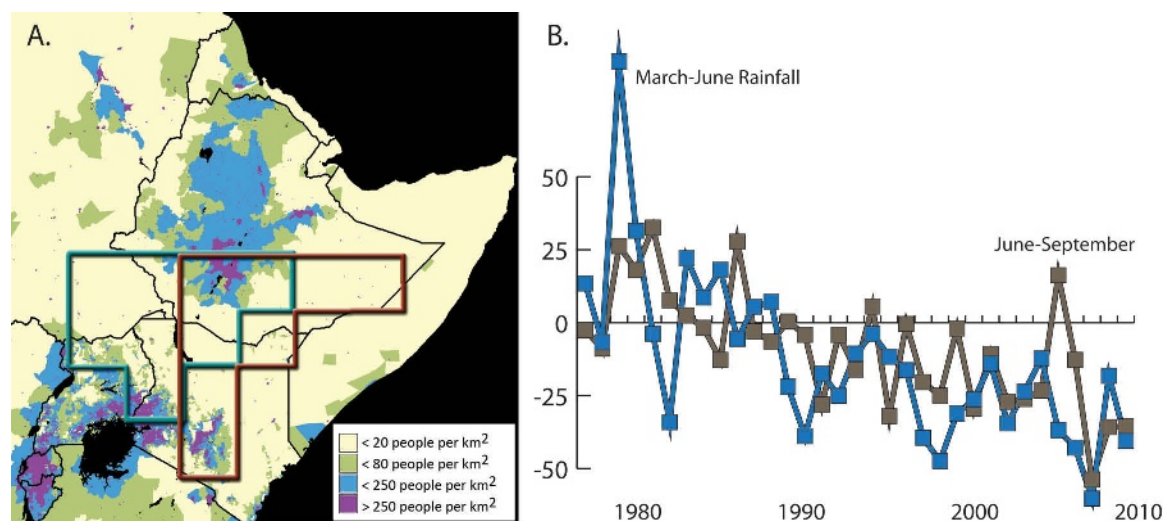 A.
< 20 people per km2
< 80 people per km2
< 250 people per km2
> 250 people per km2
B.
March-June Rainfall
June-September
50
25
0
-25
-50
1980 1990 2000 2010